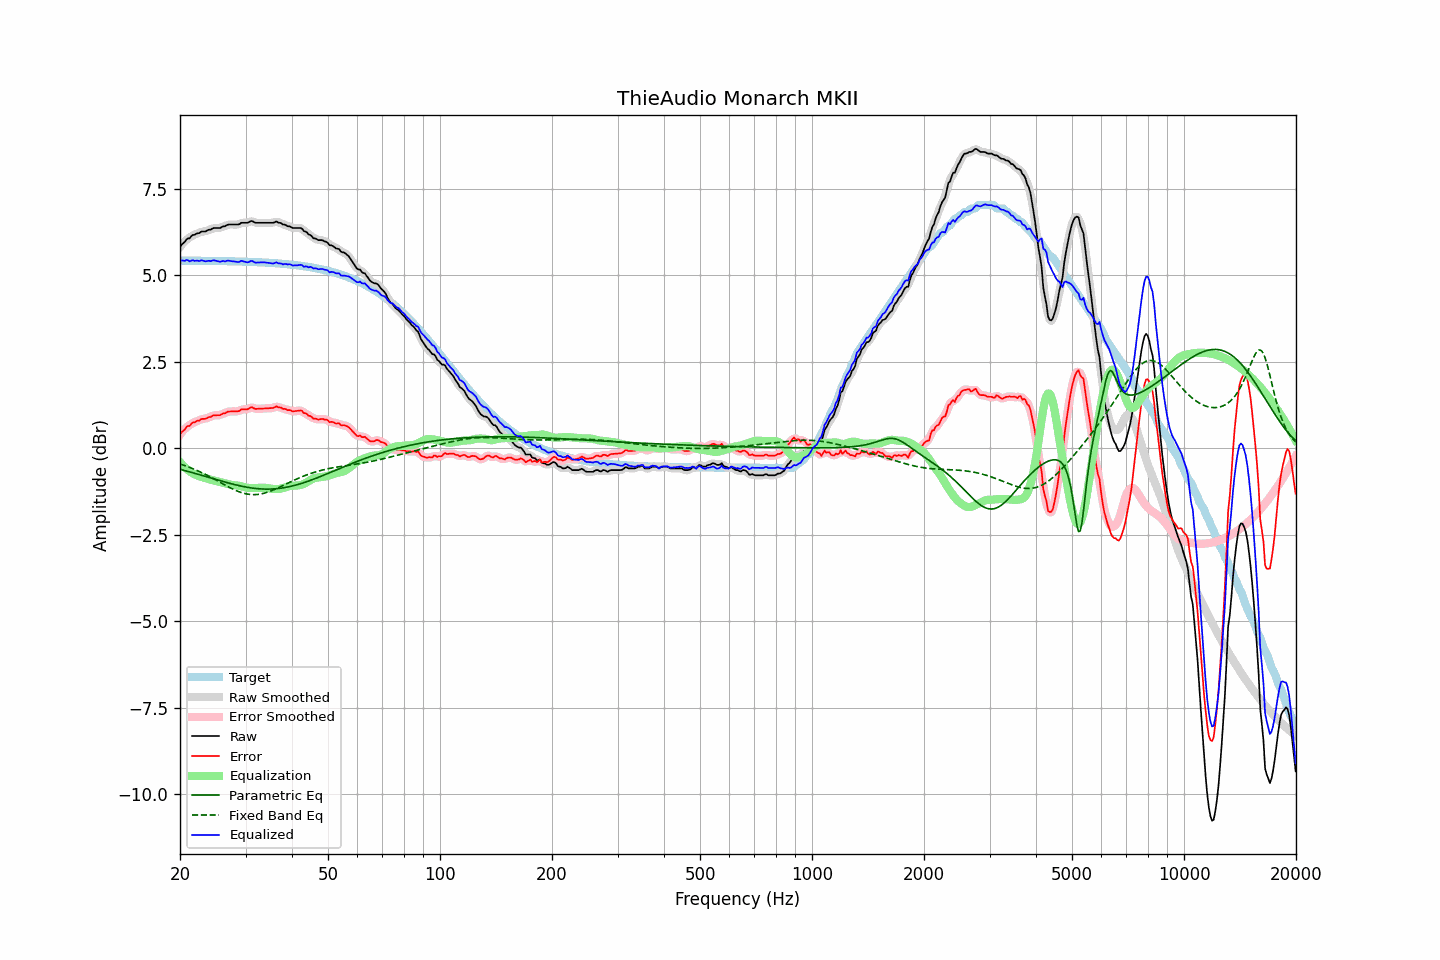 ThieAudio Monarch MKII
Amplitude (dBr)
7.5
5.0
2.5
0.0
−2.5
−5.0
−7.5
−10.0
Target
Raw Smoothed
Error Smoothed
Raw
Error
Equalization
Parametric Eq
Fixed Band Eq
Equalized
20 50 100 200 500 1000 2000 5000 10000 20000
Frequency (Hz)